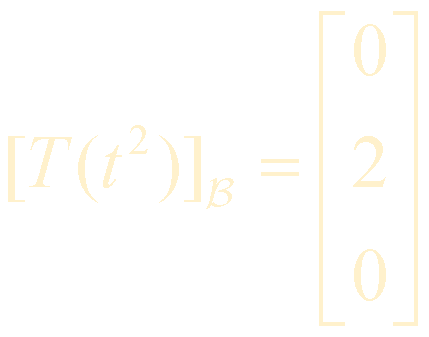 [T(t²)]_ℬ = [0
2
0]